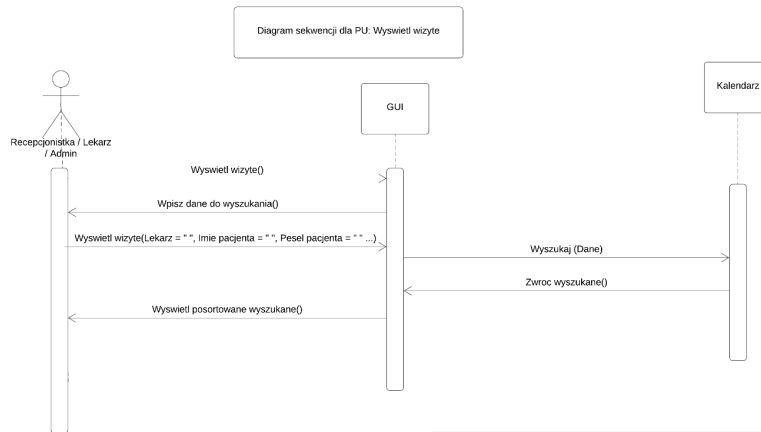 Diagram sekwencji dla PU: Wyswietl wizyte
Kalendarz
GUI
Recepcjonistka / Lekarz
/ Admin
Wyswietl wizyte()
Wpisz dane do wyszukania()
Wyswietl wizyte(Lekarz = " ", Imie pacjenta = " ", Pesel pacjenta = " " ...)
Wyszukaj (Dane)
Zwroc wyszukane()
Wyswietl posortowane wyszukane()